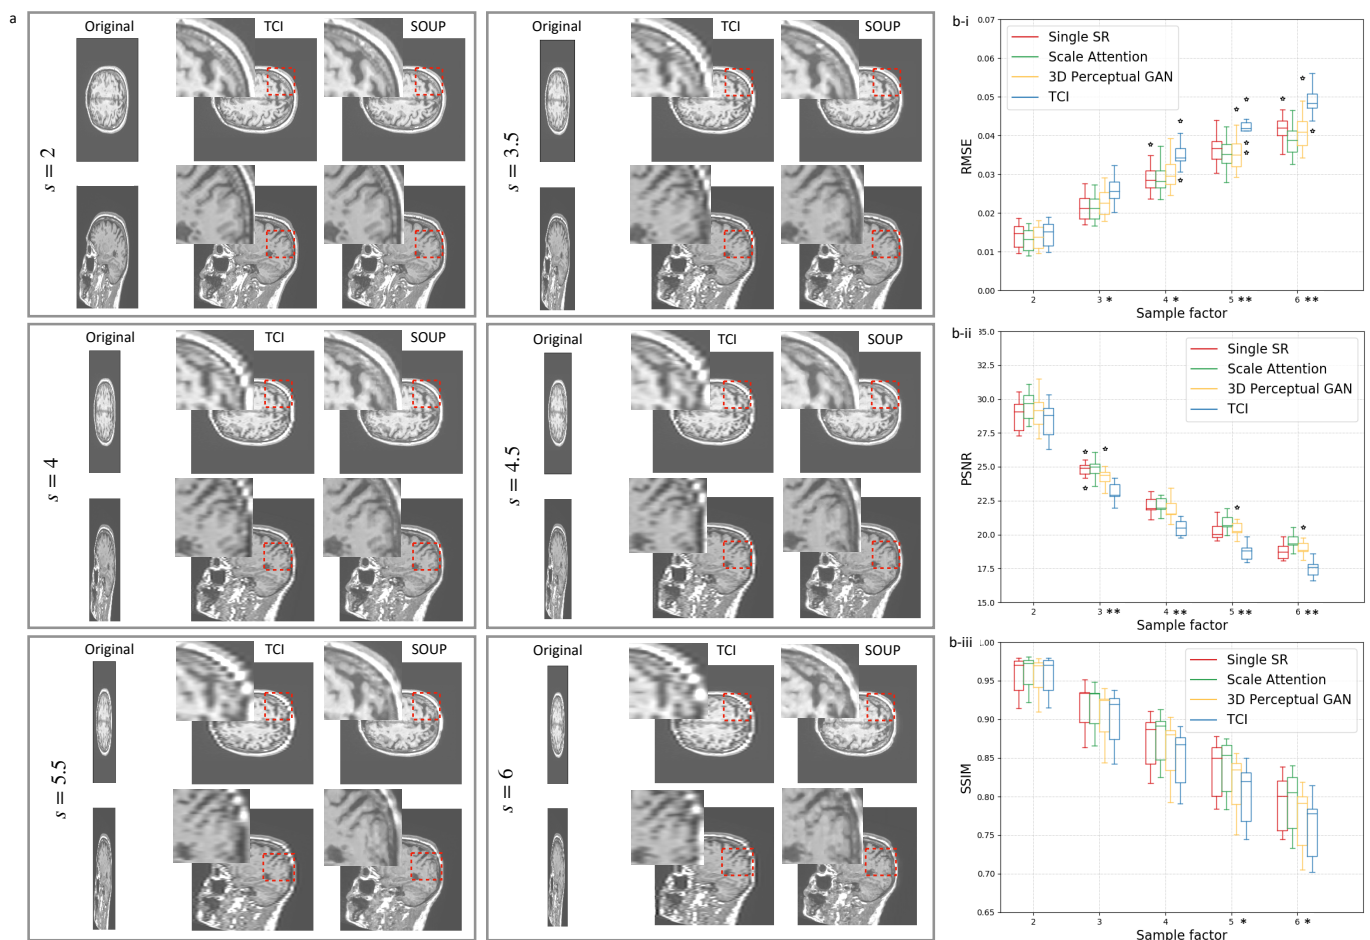 a
Original
TCI
SOUP
s = 2
Original
TCI
SOUP
s = 3.5
Original
TCI
SOUP
s = 4
Original
TCI
SOUP
s = 4.5
Original
TCI
SOUP
s = 5.5
Original
TCI
SOUP
s = 6
b-i
0.07
0.06
0.05
0.04
0.03
0.02
0.01
0.00
RMSE
Single SR
Scale Attention
3D Perceptual GAN
TCI
2 3 * 4 * 5 ** 6 **
Sample factor
b-ii
35.0
32.5
30.0
27.5
25.0
22.5
20.0
17.5
15.0
PSNR
Single SR
Scale Attention
3D Perceptual GAN
TCI
2 3 ** 4 ** 5 ** 6 **
Sample factor
b-iii
1.00
0.95
0.90
0.85
0.80
0.75
0.70
0.65
SSIM
Single SR
Scale Attention
3D Perceptual GAN
TCI
2 3 4 5 * 6 *
Sample factor